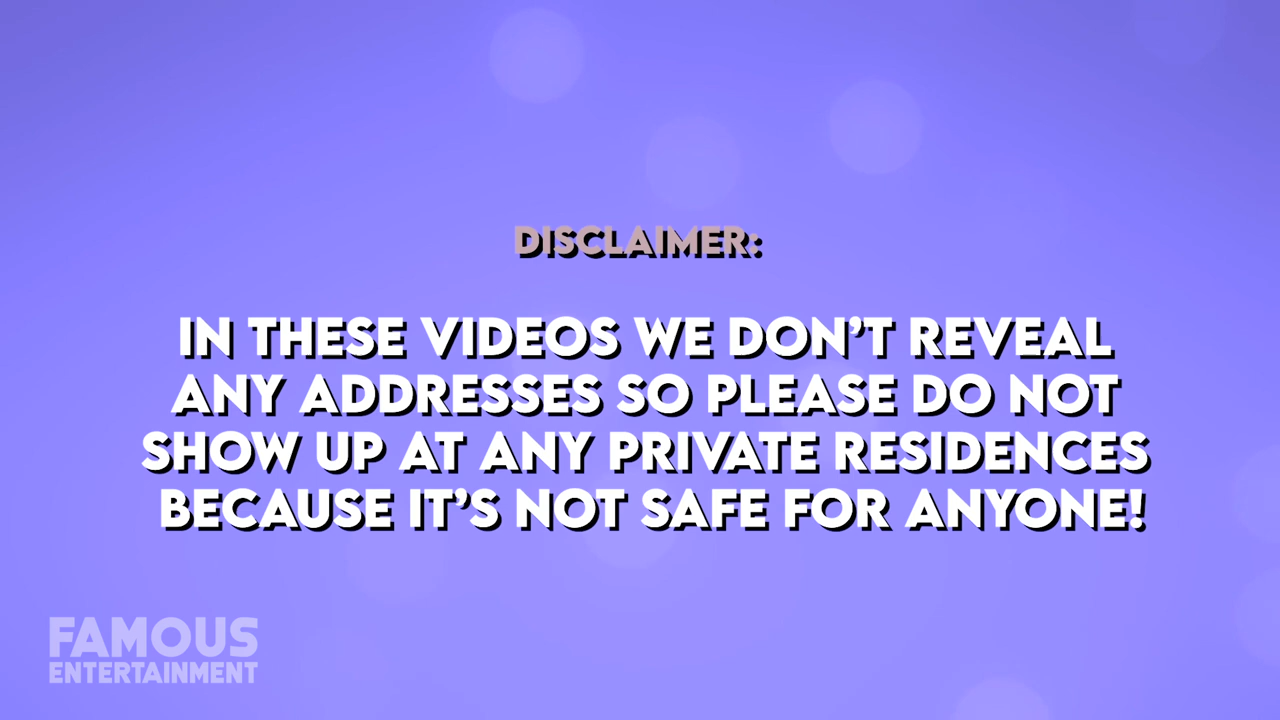 DISCLAIMER:
IN THESE VIDEOS WE DON'T REVEAL
ANY ADDRESSES SO PLEASE DO NOT
SHOW UP AT ANY PRIVATE RESIDENCES
BECAUSE IT'S NOT SAFE FOR ANYONE!
FAMOUS
ENTERTAINMENT